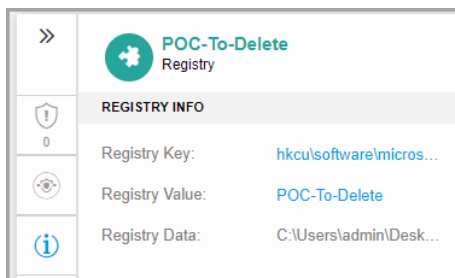 »
POC-To-Delete
Registry
REGISTRY INFO
0
Registry Key: hkcu\software\micros...
Registry Value: POC-To-Delete
Registry Data: C:\Users\admin\Desk...